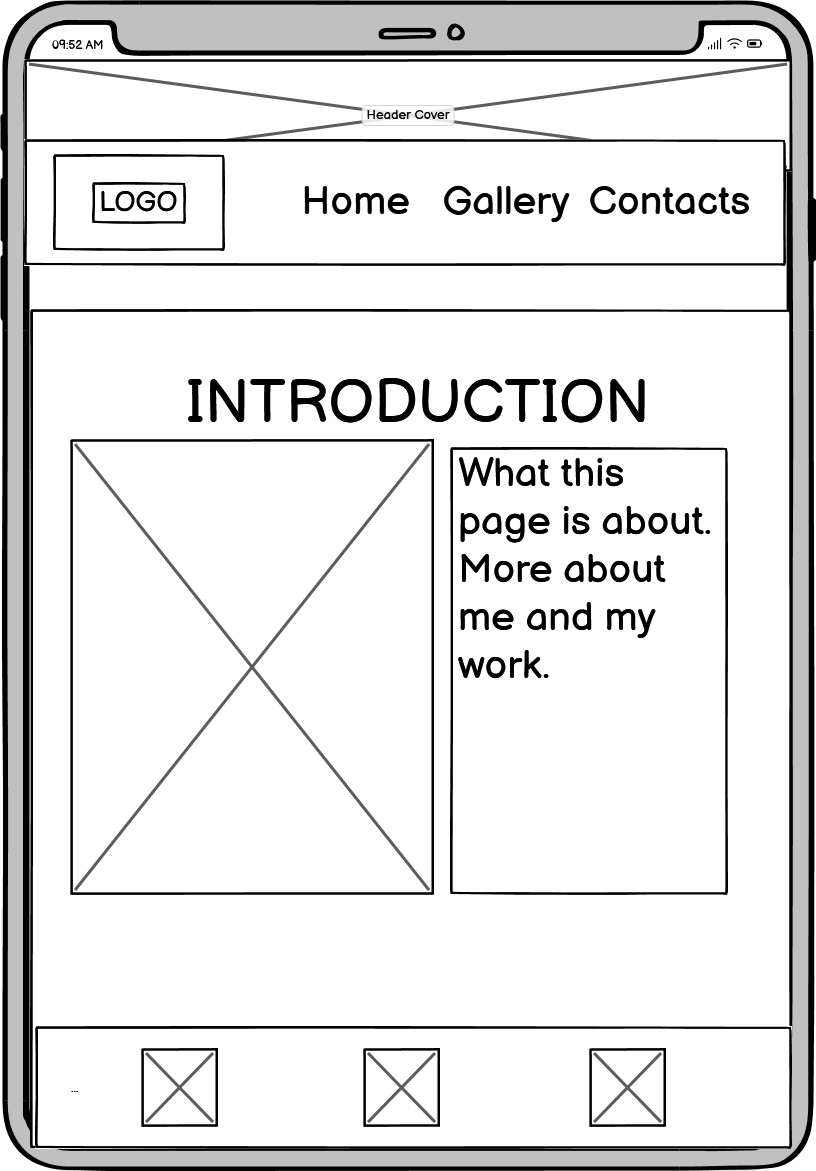 09:52 AM
Header Cover
LOGO
Home Gallery Contacts
INTRODUCTION
What this
page is about.
More about
me and my
work.
...